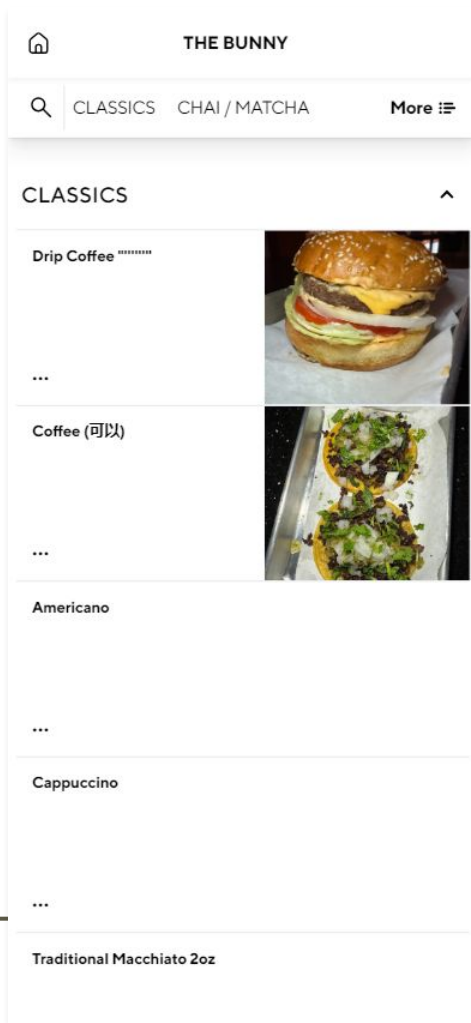 THE BUNNY
CLASSICS CHAI / MATCHA More
CLASSICS
Drip Coffee """""
...
Coffee (可以)
...
Americano
...
Cappuccino
...
Traditional Macchiato 2oz